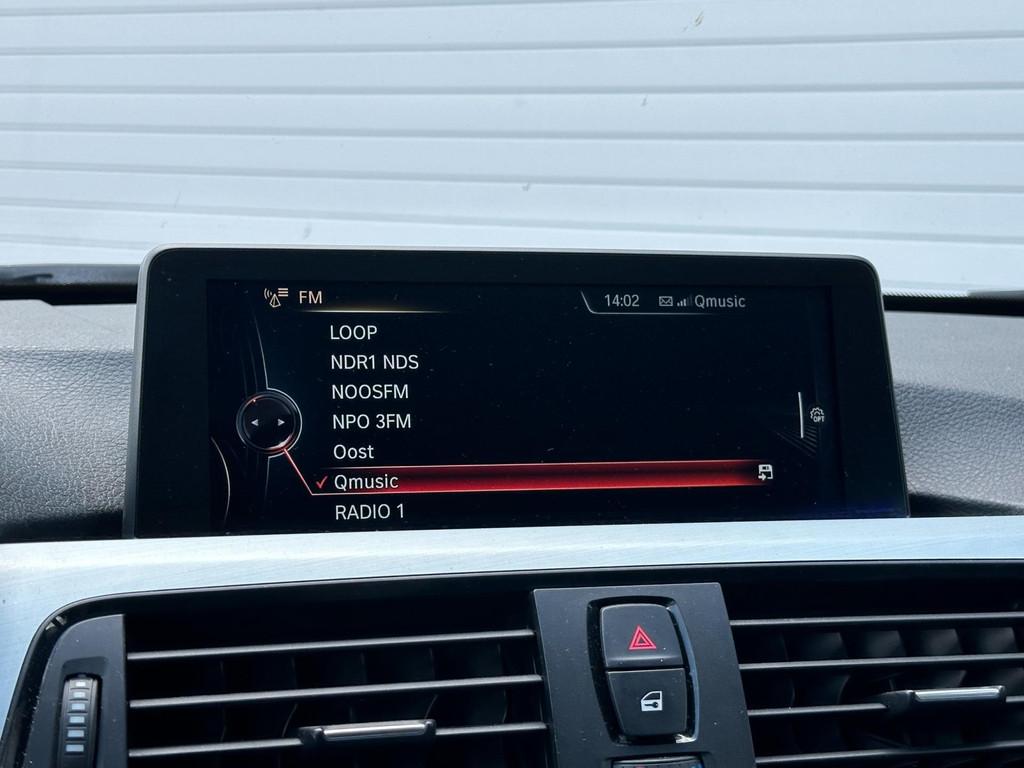 FM
14:02 Qmusic
LOOP
NDR1 NDS
NOOSFM
NPO 3FM
Oost
OPT
Qmusic
RADIO 1